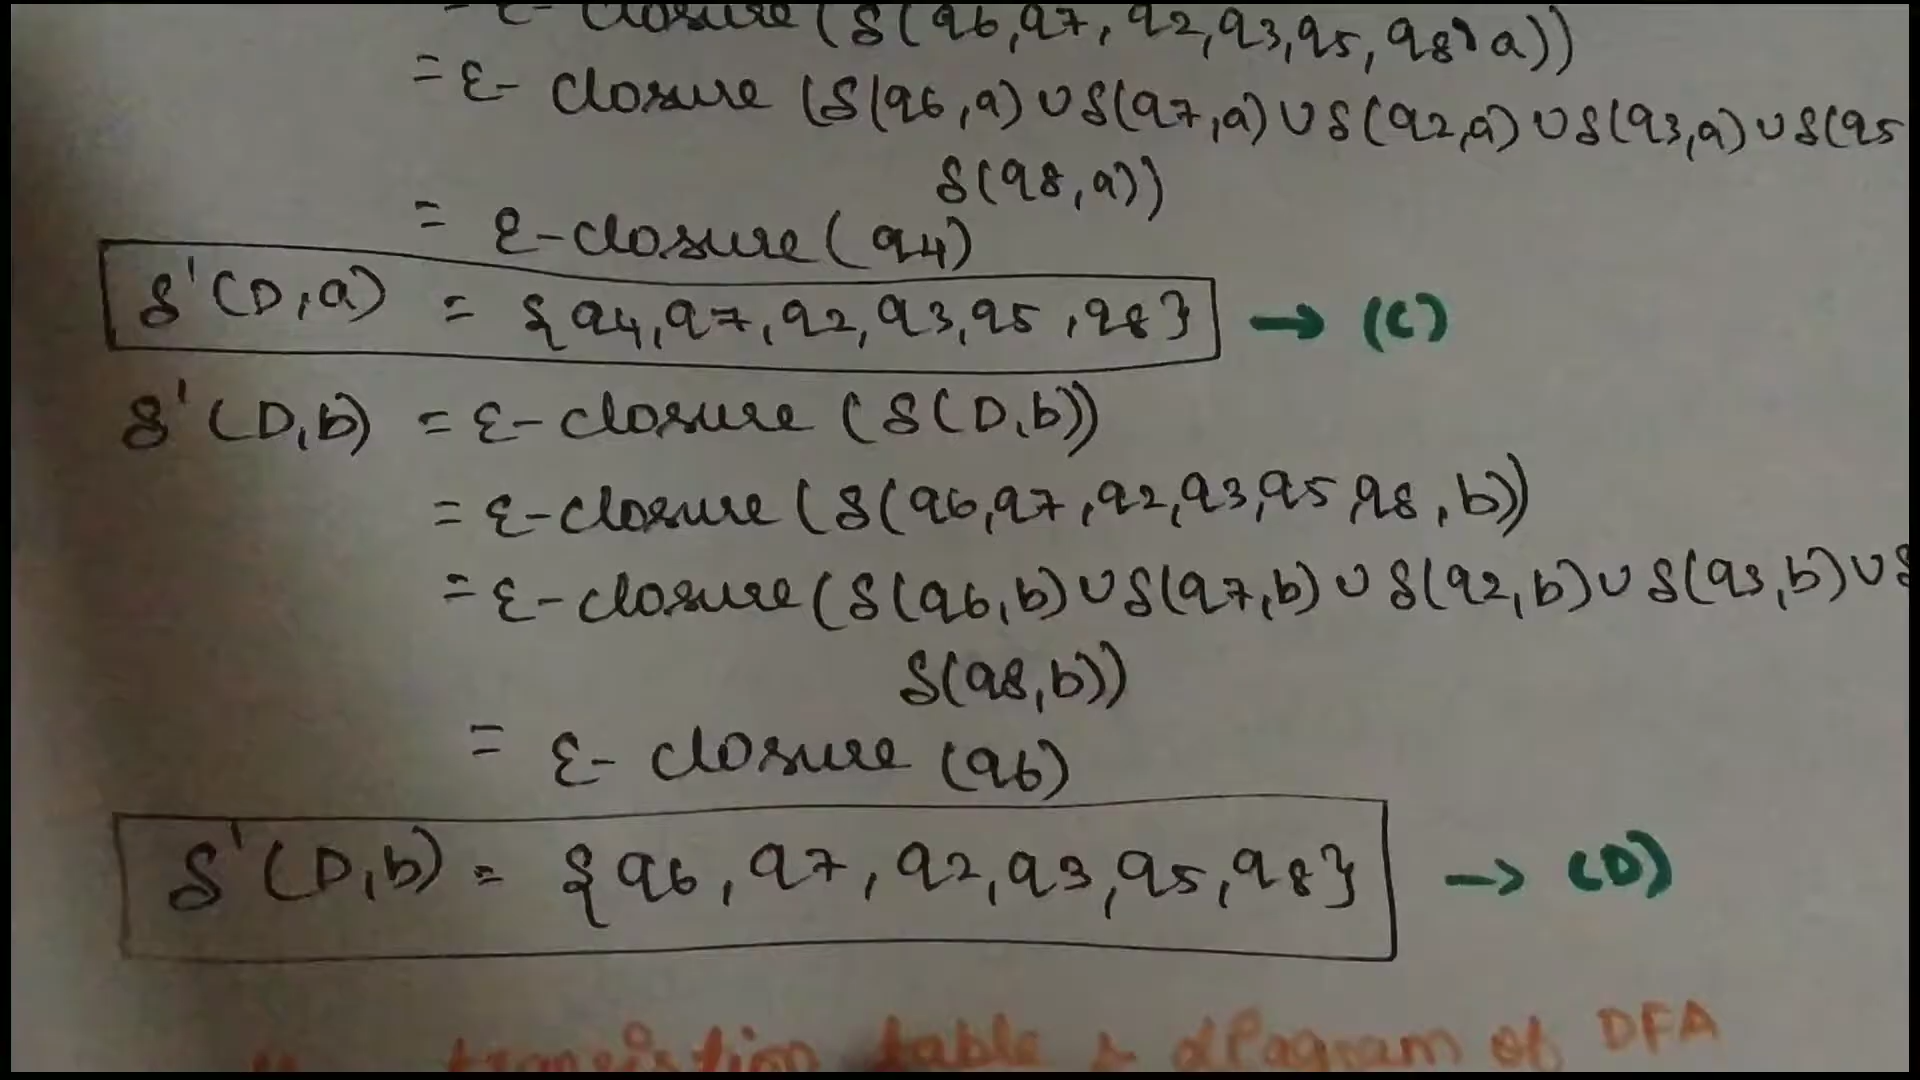 = ε- closure (δ(q6,q7, q2,q3,q5, q8, a))
= ε- closure (δ(q6,a) ∪ δ(q7,a) ∪ δ(q2,a) ∪ δ(q3,a) ∪ δ(q5
δ(q8,a))
= ε-closure (q4)
δ'(D,a) = {q4,q7,q2,q3,q5,q8} → (C)
δ'(D,b) = ε-closure (δ(D,b))
= ε-closure (δ(q6,q7,q2,q3,q5,q8,b))
= ε-closure (δ(q6,b) ∪ δ(q7,b) ∪ δ(q2,b) ∪ δ(q3,b) ∪ δ
δ(q8,b))
= ε- closure (q6)
δ'(D,b) = {q6, q7, q2,q3,q5,q8} → (D)
transistion table & diagram of DFA